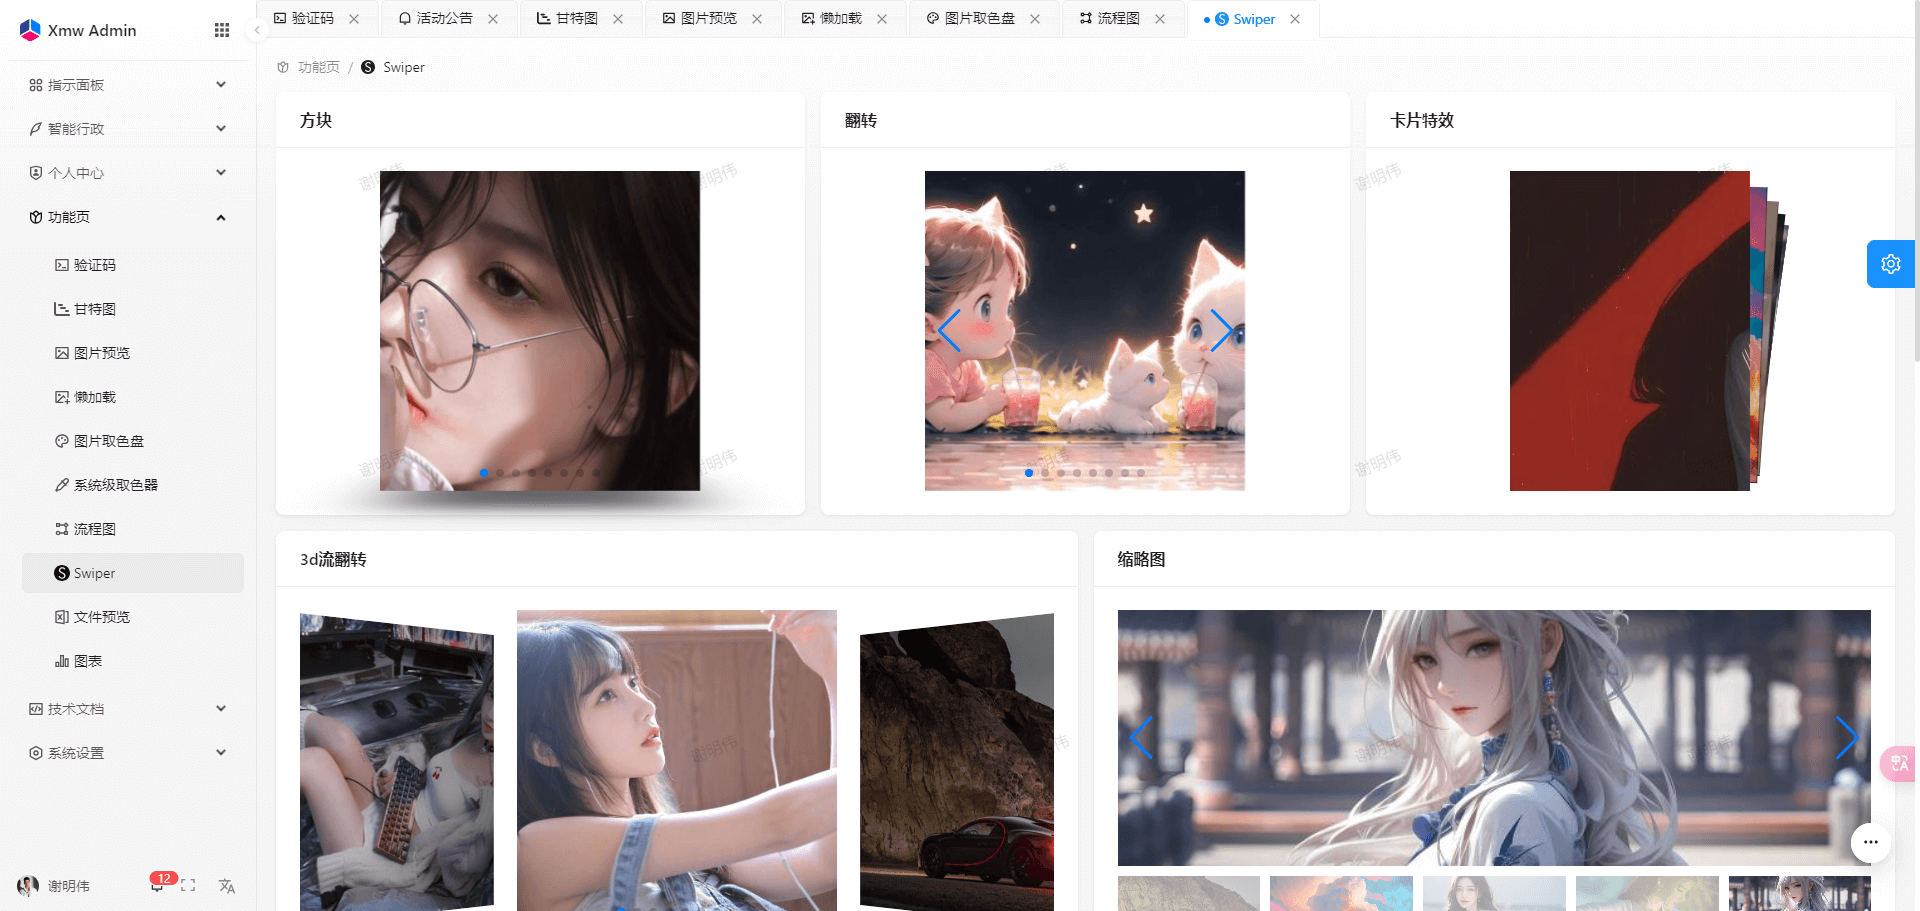 Xmw Admin
指示面板
智能行政
个人中心
功能页
验证码
甘特图
图片预览
懒加载
图片取色盘
系统级取色器
流程图
Swiper
文件预览
图表
技术文档
系统设置
谢明伟
12
验证码
活动公告
甘特图
图片预览
懒加载
图片取色盘
流程图
Swiper
功能页 / Swiper
方块
翻转
卡片特效
谢明伟
谢明伟
谢明伟
谢明伟
谢明伟
谢明伟
3d流翻转
缩略图
谢明伟
谢明伟
谢明伟